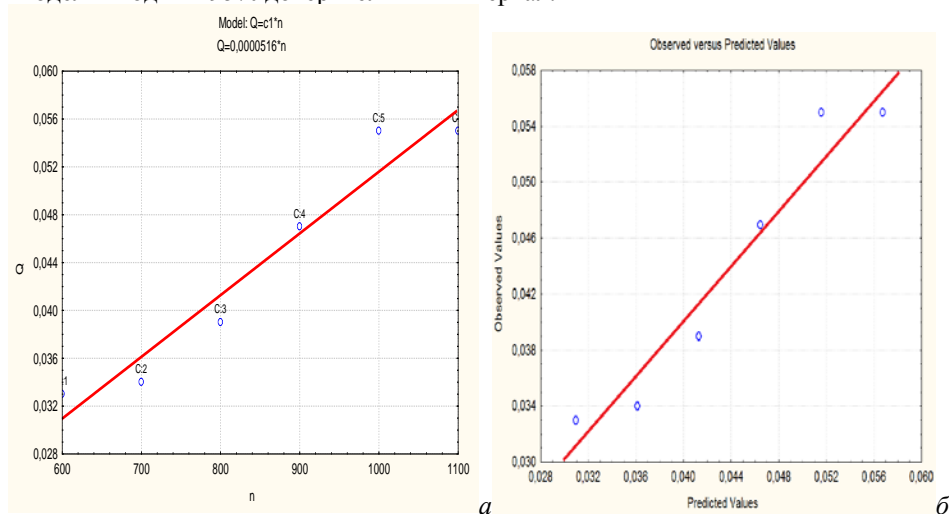 Model: Q=c1*n
Q=0,0000516*n
0,060
0,056
0,052
0,048
0,044
0,040
0,036
0,032
0,028
Q
C:5
C:4
C:3
C:2
:1
C
600
700
800
900
1000
1100
n
а
Observed versus Predicted Values
0,058
0,054
0,050
0,046
0,042
0,038
0,034
0,030
Observed Values
0,028
0,032
0,036
0,040
0,044
0,048
0,052
0,056
0,060
Predicted Values
б